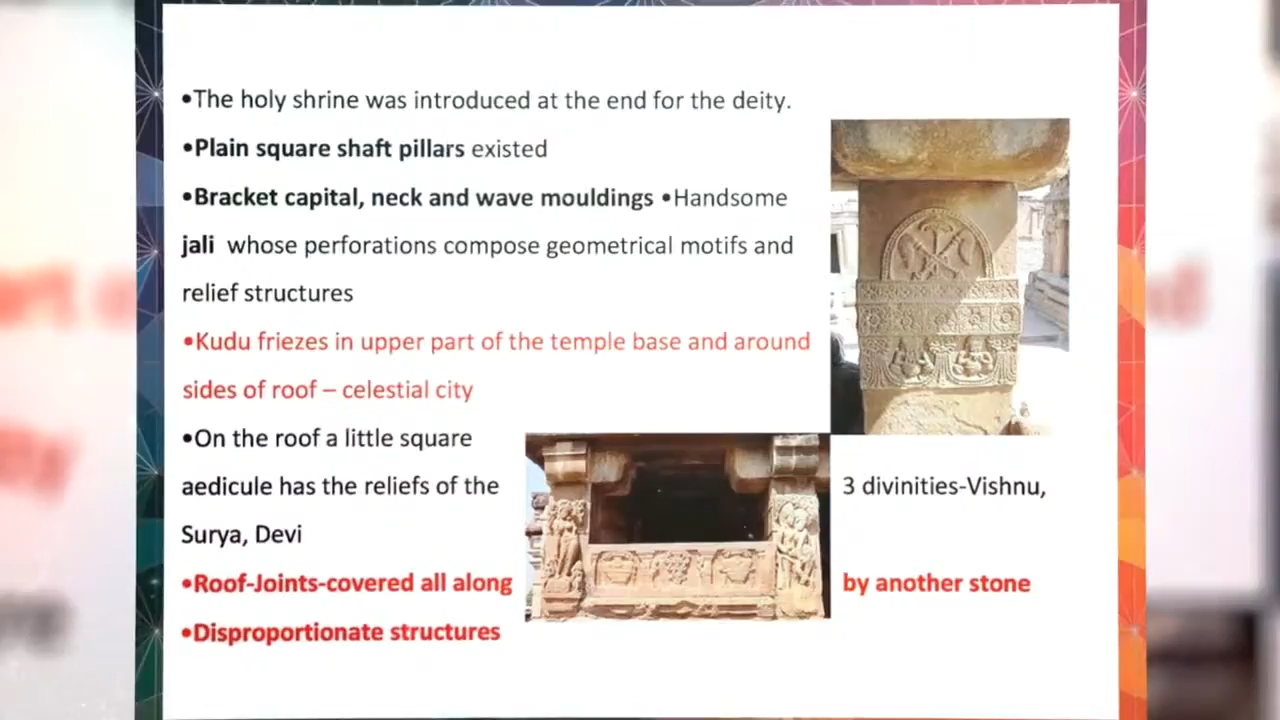 •The holy shrine was introduced at the end for the deity.
•Plain square shaft pillars existed
•Bracket capital, neck and wave mouldings •Handsome
jali whose perforations compose geometrical motifs and
relief structures
•Kudu friezes in upper part of the temple base and around
sides of roof – celestial city
•On the roof a little square
aedicule has the reliefs of the 3 divinities-Vishnu,
Surya, Devi
•Roof-Joints-covered all along by another stone
•Disproportionate structures